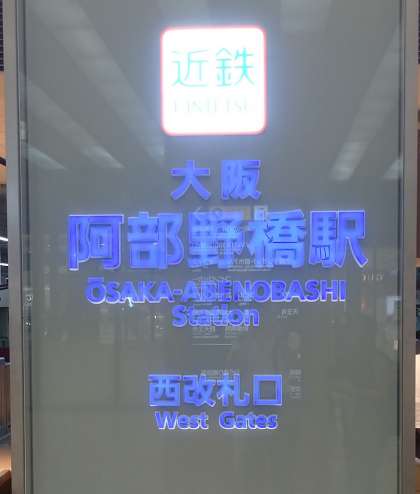 近鉄
KINTETSU
大阪
阿部野橋駅
ŌSAKA-ABENOBASHI
Station
西改札口
West Gates